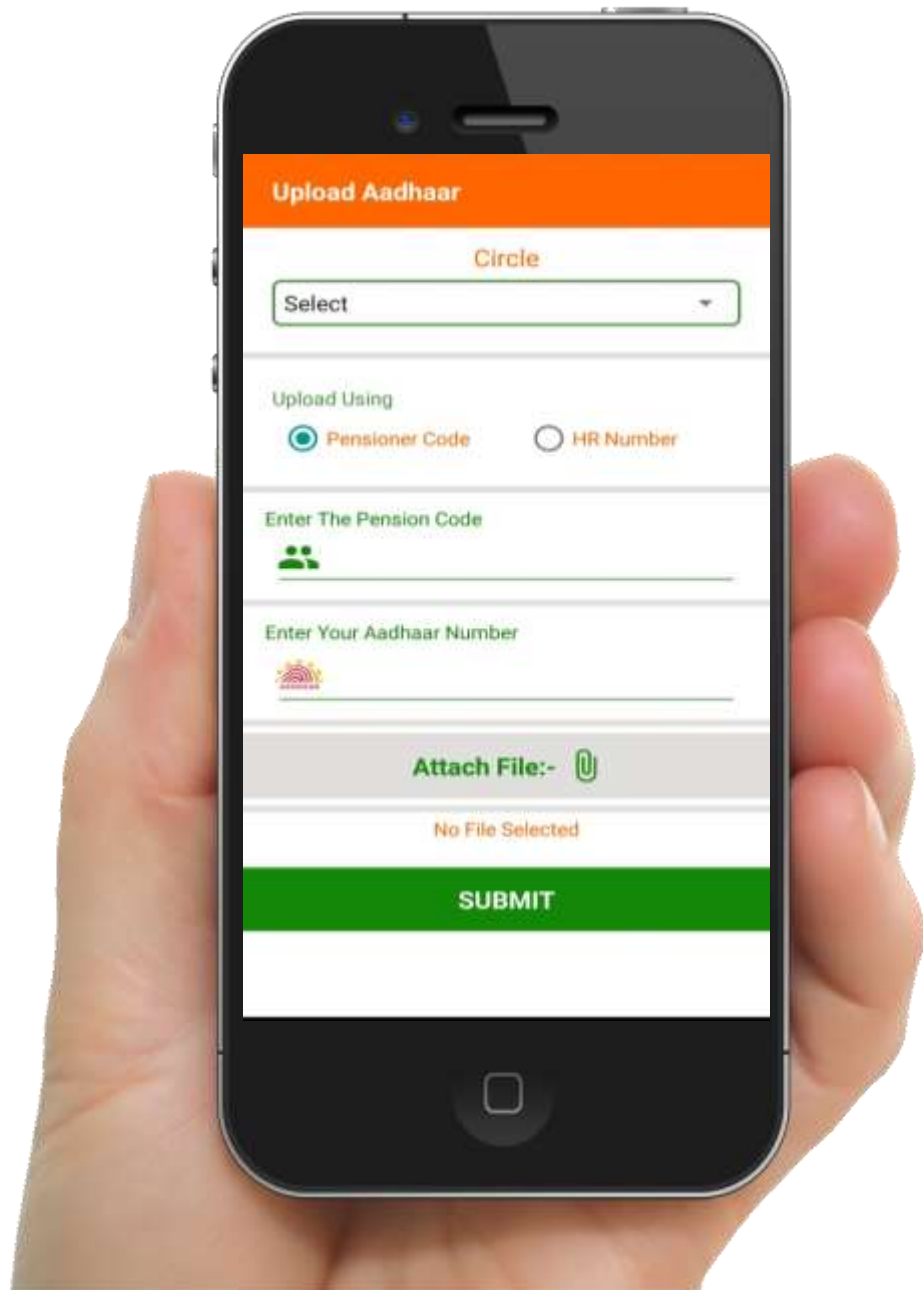 Upload Aadhaar
Circle
Select
Upload Using
Pensioner Code HR Number
Enter The Pension Code
Enter Your Aadhaar Number
Attach File:-
No File Selected
SUBMIT